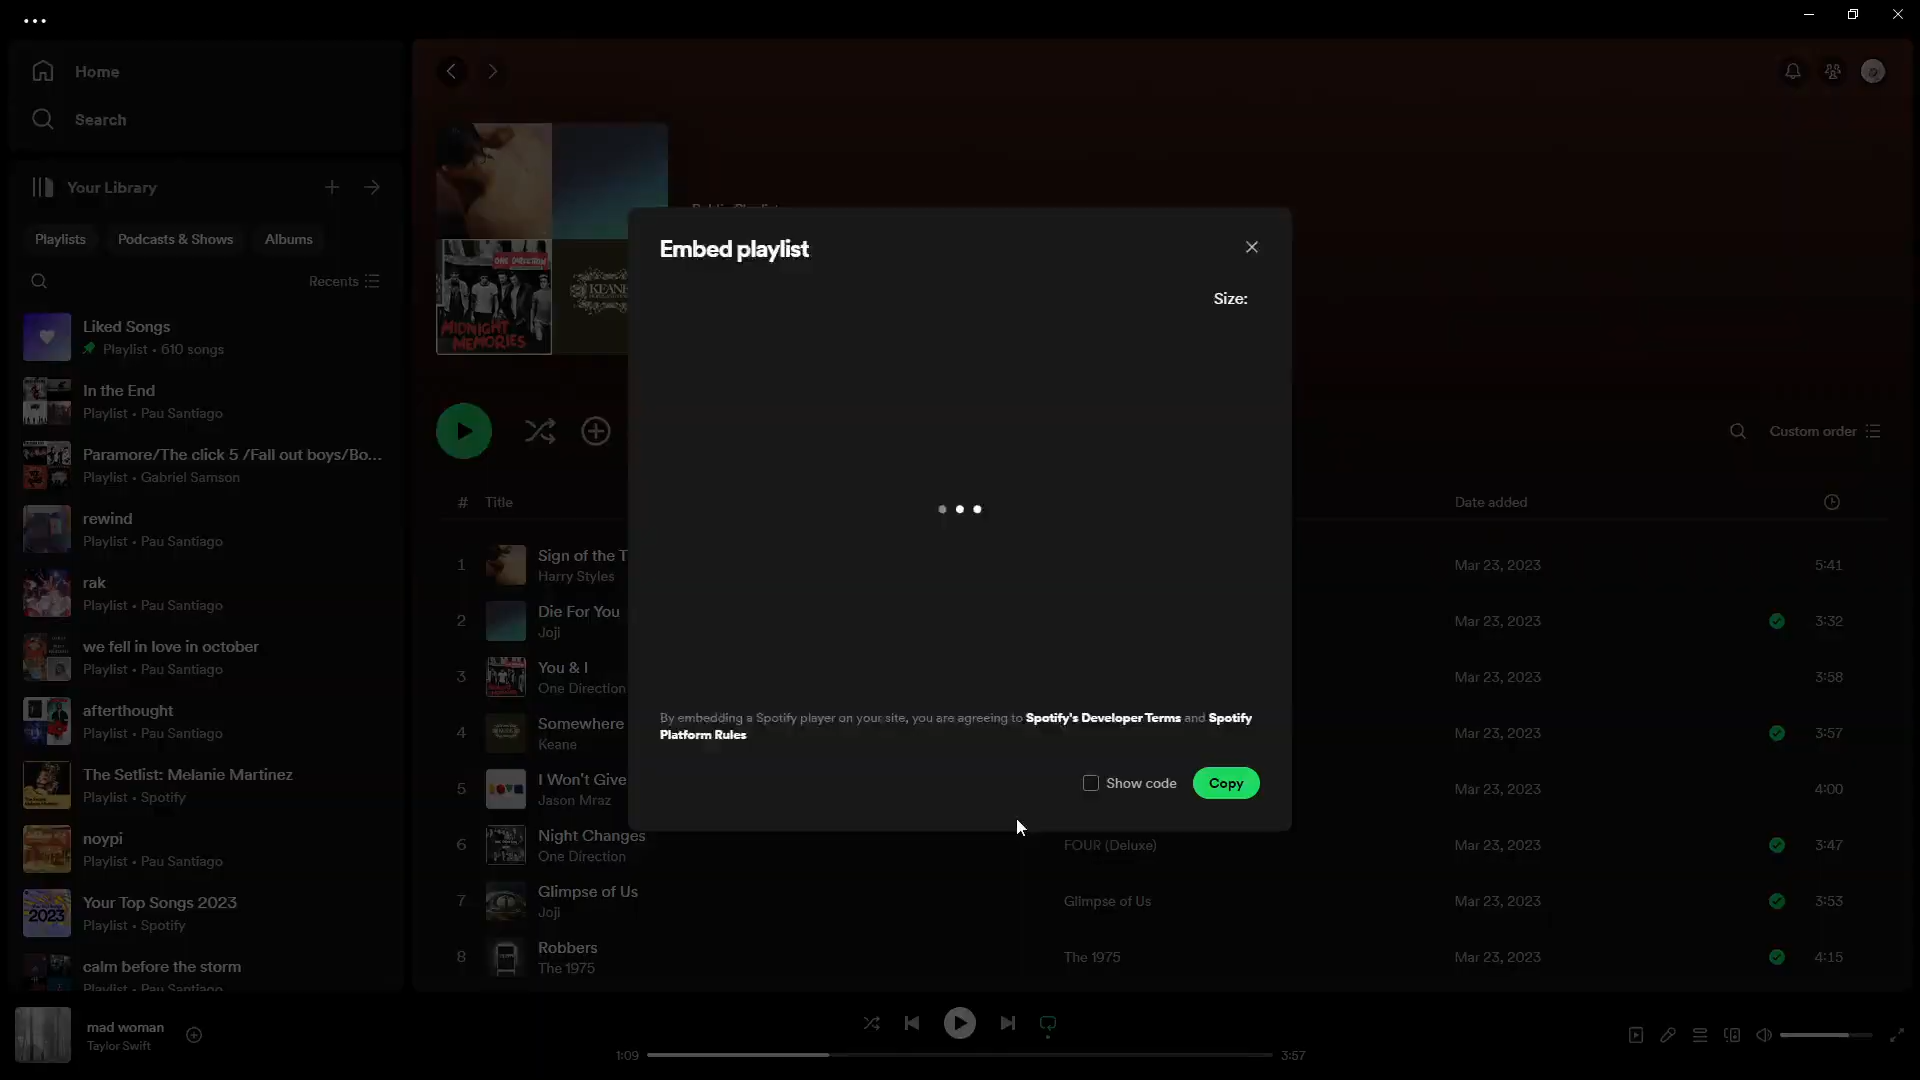 Home
Search
Your Library
Playlists
Podcasts & Shows
Albums
Recents
Liked Songs
Playlist • 610 songs
In the End
Playlist • Pau Santiago
Paramore/The click 5 /Fall out boys/Bo...
Playlist • Gabriel Samson
rewind
Playlist • Pau Santiago
rak
Playlist • Pau Santiago
we fell in love in october
Playlist • Pau Santiago
afterthought
Playlist • Pau Santiago
The Setlist: Melanie Martinez
Playlist • Spotify
noypi
Playlist • Pau Santiago
Your Top Songs 2023
Playlist • Spotify
calm before the storm
Playlist • Pau Santiago
Public Playlist
ONE DIRECTION
MIDNIGHT
MEMORIES
KEANE
Embed playlist
Size:
By embedding a Spotify player on your site, you are agreeing to Spotify's Developer Terms and Spotify
Platform Rules
Show code
Copy
Custom order
# Title
Date added
1 Sign of the T
Harry Styles
Mar 23, 2023 5:41
2 Die For You
Joji
Mar 23, 2023 3:32
3 You & I
One Direction
Mar 23, 2023 3:58
4 Somewhere
Keane
Mar 23, 2023 3:57
5 I Won't Give
Jason Mraz
Mar 23, 2023 4:00
6 Night Changes
One Direction
FOUR (Deluxe)
Mar 23, 2023 3:47
7 Glimpse of Us
Joji
Glimpse of Us
Mar 23, 2023 3:53
8 Robbers
The 1975
The 1975
Mar 23, 2023 4:15
mad woman
Taylor Swift
1:09
3:57